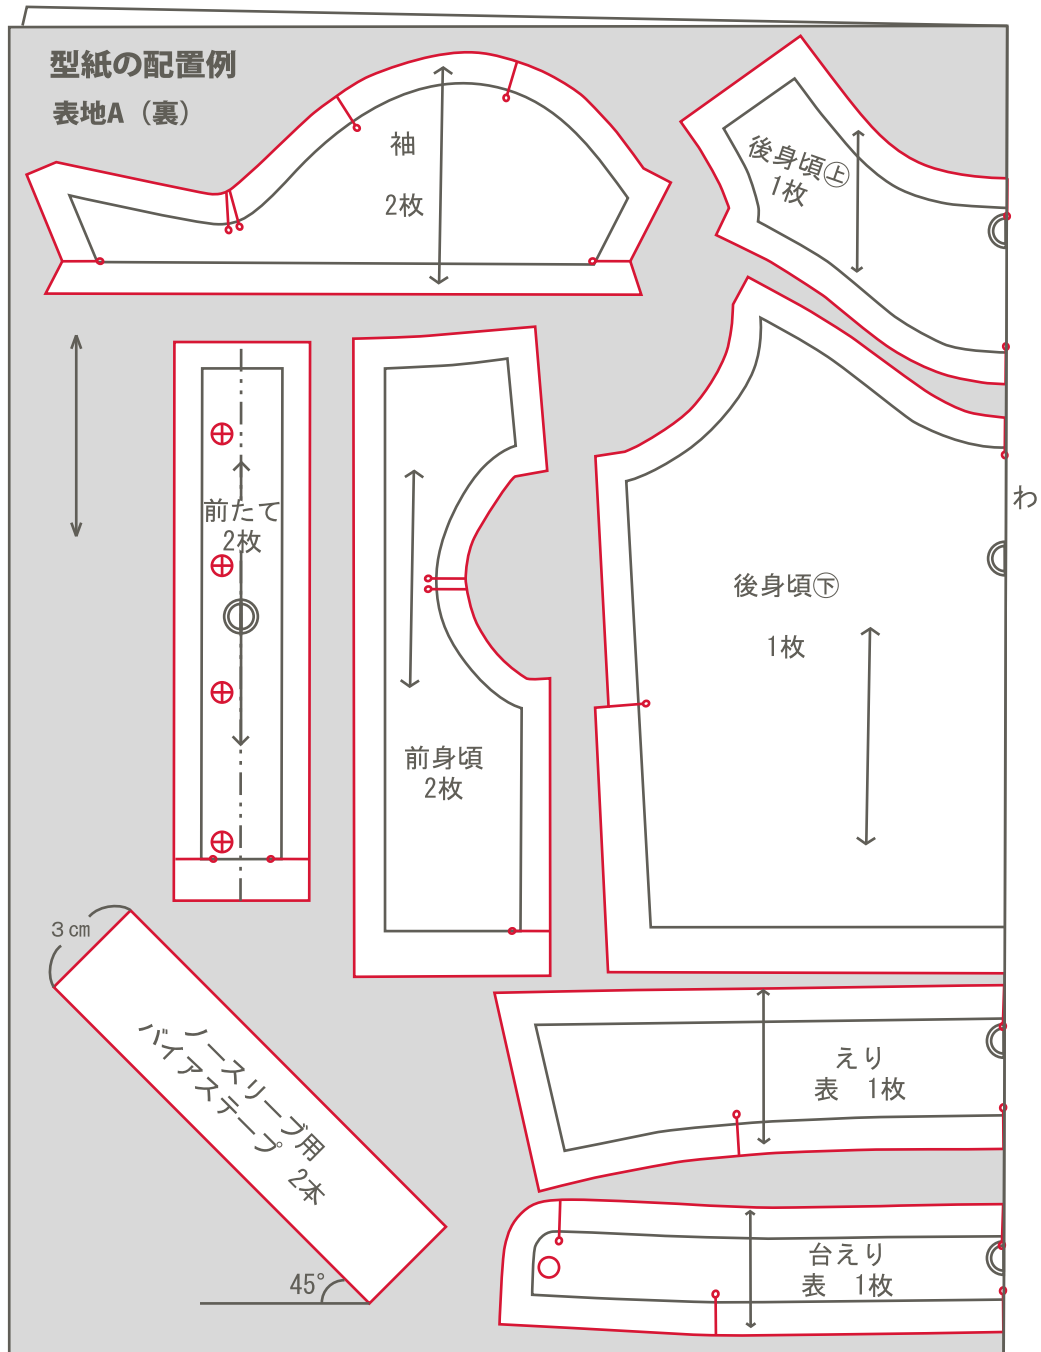 型紙の配置例
表地A（裏）
袖
2枚
後身頃㊤
1枚
前たて
2枚
わ
後身頃㊦
1枚
前身頃
2枚
3cm
ノースリーブ用
バイアステープ 2本
45°
えり
表 1枚
台えり
表 1枚